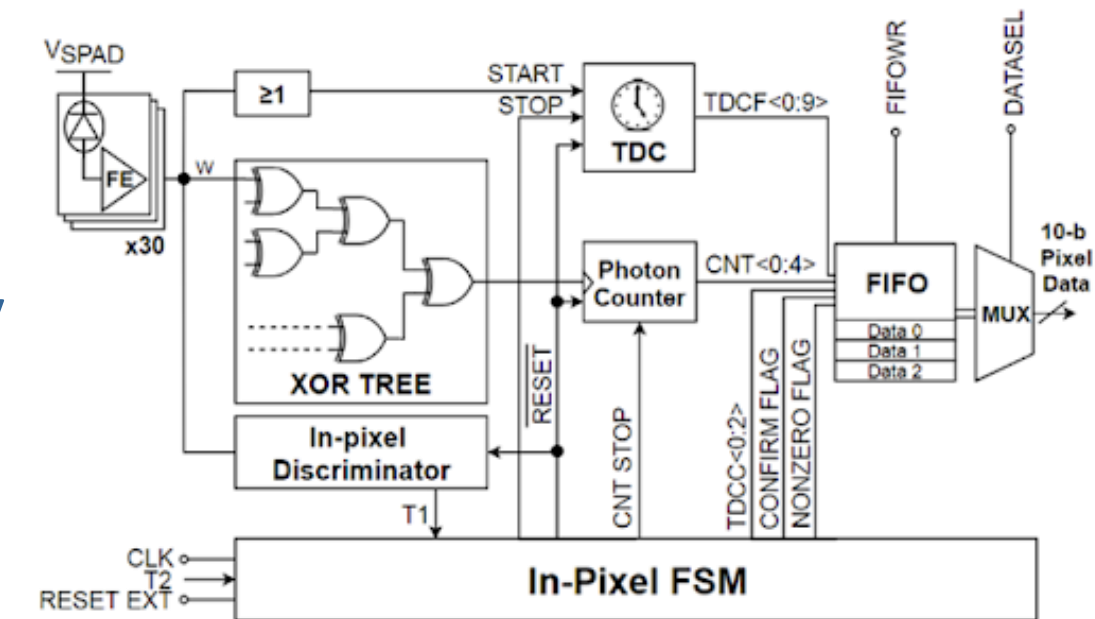 VSPAD
FE
x30
≥1
W
START
STOP
TDC
TDCF<0:9>
FIFOWR
DATASEL
XOR TREE
Photon
Counter
CNT<0:4>
FIFO
Data 0
Data 1
Data 2
MUX
10-b
Pixel
Data
In-pixel
Discriminator
T1
RESET
CNT STOP
TDCC<0:2>
CONFIRM FLAG
NONZERO FLAG
CLK
T2
RESET EXT
In-Pixel FSM